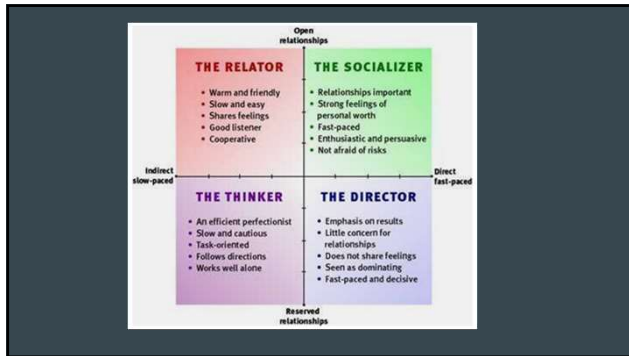 Open
relationships
THE RELATOR
• Warm and friendly
• Slow and easy
• Shares feelings
• Good listener
• Cooperative
THE SOCIALIZER
• Relationships important
• Strong feelings of
personal worth
• Fast-paced
• Enthusiastic and persuasive
• Not afraid of risks
Indirect
slow-paced
Direct
fast-paced
THE THINKER
• An efficient perfectionist
• Slow and cautious
• Task-oriented
• Follows directions
• Works well alone
THE DIRECTOR
• Emphasis on results
• Little concern for
relationships
• Does not share feelings
• Seen as dominating
• Fast-paced and decisive
Reserved
relationships